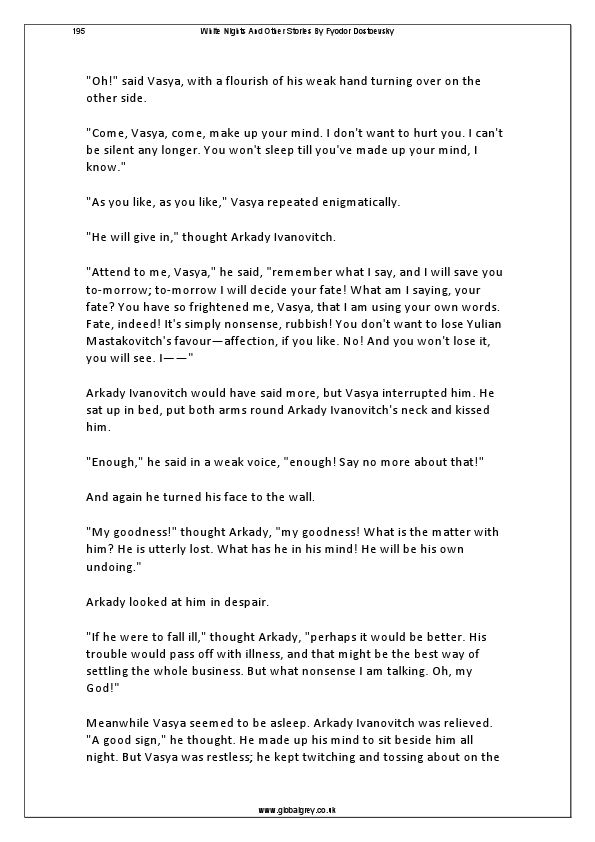 195 White Nights And Other Stories By Fyodor Dostoevsky
"Oh!" said Vasya, with a flourish of his weak hand turning over on the
other side.
"Come, Vasya, come, make up your mind. I don't want to hurt you. I can't
be silent any longer. You won't sleep till you've made up your mind, I
know."
"As you like, as you like," Vasya repeated enigmatically.
"He will give in," thought Arkady Ivanovitch.
"Attend to me, Vasya," he said, "remember what I say, and I will save you
to-morrow; to-morrow I will decide your fate! What am I saying, your
fate? You have so frightened me, Vasya, that I am using your own words.
Fate, indeed! It's simply nonsense, rubbish! You don't want to lose Yulian
Mastakovitch's favour—affection, if you like. No! And you won't lose it,
you will see. I——"
Arkady Ivanovitch would have said more, but Vasya interrupted him. He
sat up in bed, put both arms round Arkady Ivanovitch's neck and kissed
him.
"Enough," he said in a weak voice, "enough! Say no more about that!"
And again he turned his face to the wall.
"My goodness!" thought Arkady, "my goodness! What is the matter with
him? He is utterly lost. What has he in his mind! He will be his own
undoing."
Arkady looked at him in despair.
"If he were to fall ill," thought Arkady, "perhaps it would be better. His
trouble would pass off with illness, and that might be the best way of
settling the whole business. But what nonsense I am talking. Oh, my
God!"
Meanwhile Vasya seemed to be asleep. Arkady Ivanovitch was relieved.
"A good sign," he thought. He made up his mind to sit beside him all
night. But Vasya was restless; he kept twitching and tossing about on the
www.globalgrey.co.uk